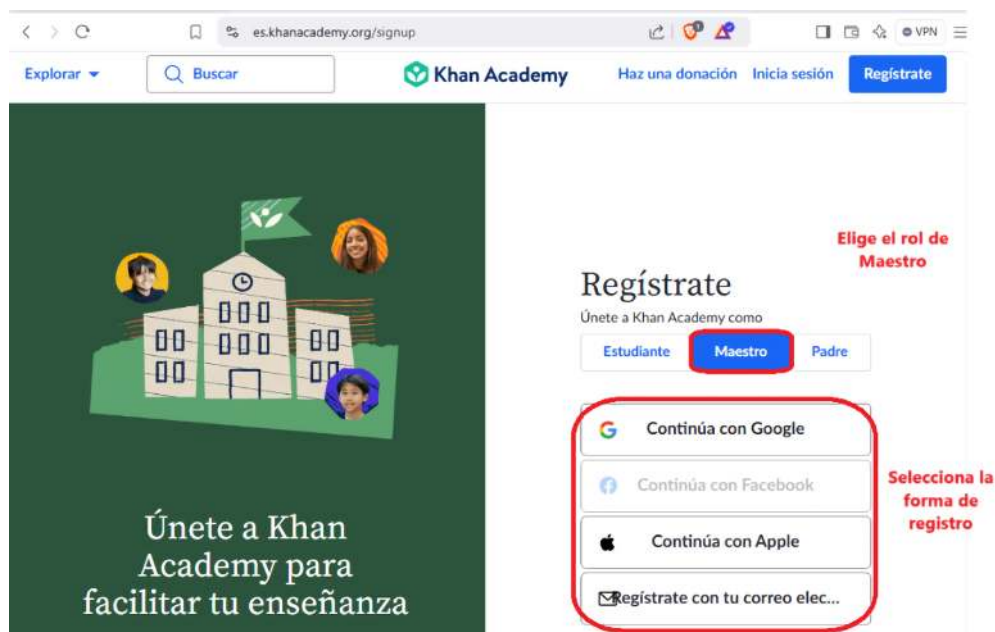 es.khanacademy.org/signup
VPN
Explorar
Buscar
Khan Academy
Haz una donación
Inicia sesión
Regístrate
Elige el rol de
Maestro
Regístrate
Únete a Khan Academy como
Estudiante
Maestro
Padre
Continúa con Google
Continúa con Facebook
Continúa con Apple
Regístrate con tu correo elec...
Selecciona la
forma de
registro
Únete a Khan
Academy para
facilitar tu enseñanza